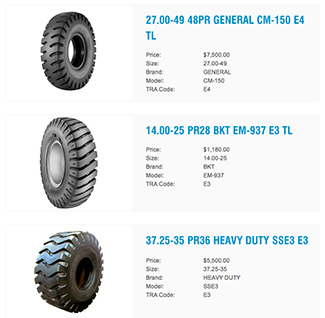 27.00-49 48PR GENERAL CM-150 E4
TL
Price: $7,500.00
Size: 27.00-49
Brand: GENERAL
Model: CM-150
TRA Code: E4
14.00-25 PR28 BKT EM-937 E3 TL
Price: $1,180.00
Size: 14.00-25
Brand: BKT
Model: EM-937
TRA Code: E3
37.25-35 PR36 HEAVY DUTY SSE3 E3
Price: $5,500.00
Size: 37.25-35
Brand: HEAVY DUTY
Model: SSE3
TRA Code: E3